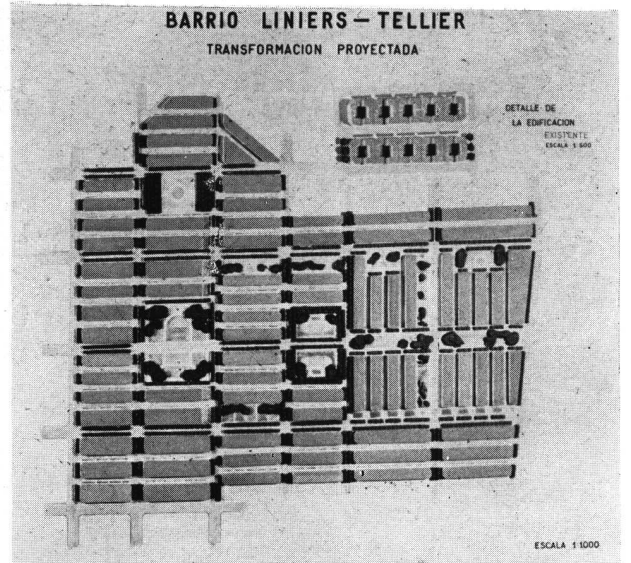 BARRIO LINIERS — TELLIER
TRANSFORMACION PROYECTADA
DETALLE DE
LA EDIFICACION
EXISTENTE
ESCALA 1:500
ESCALA 1:1000